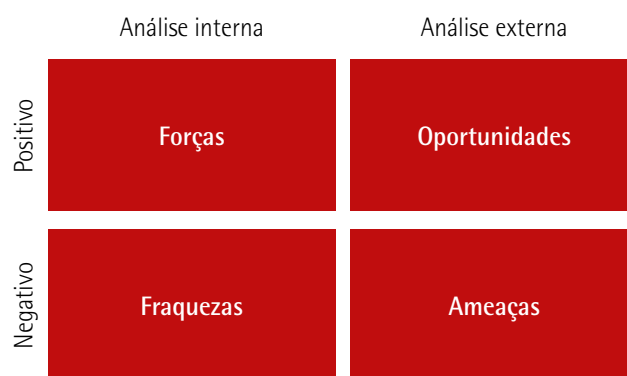 Análise interna
Análise externa
Positivo
Forças
Oportunidades
Negativo
Fraquezas
Ameaças